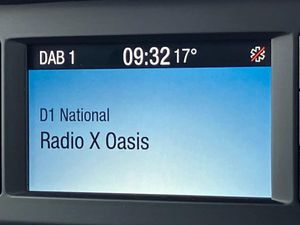 DAB 1 09:32 17°
D1 National
Radio X Oasis